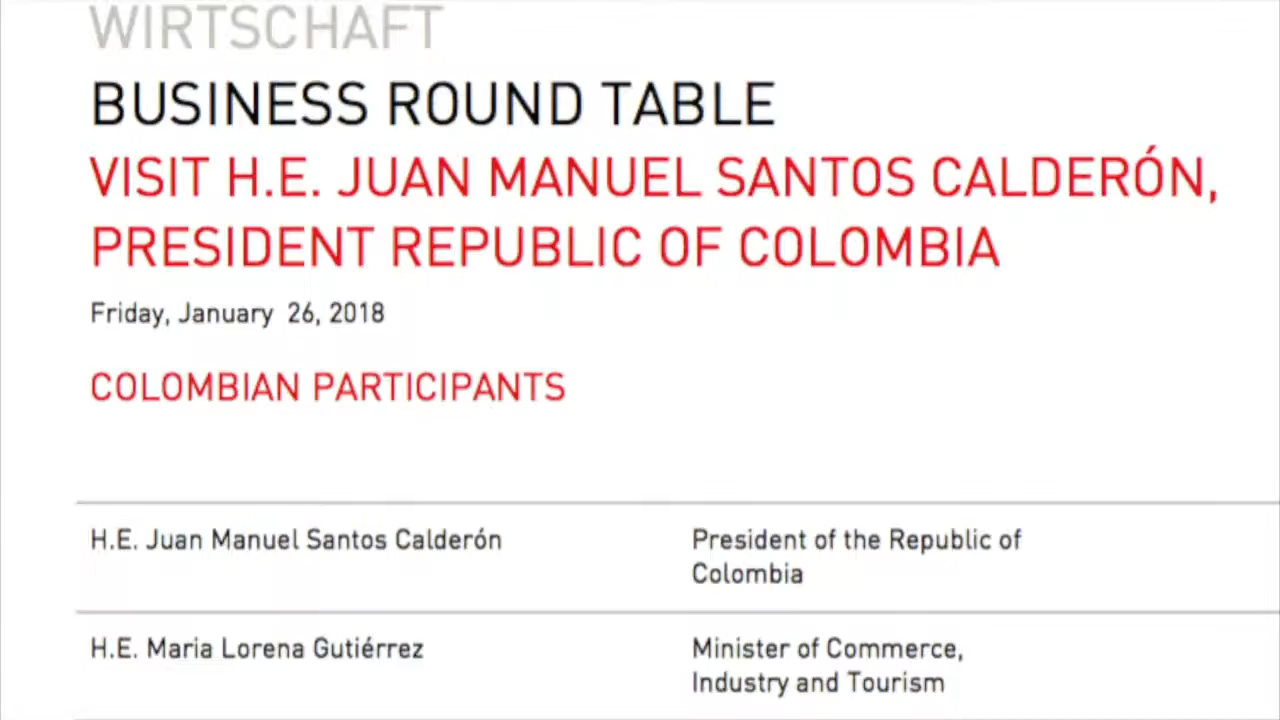 WIRTSCHAFT
BUSINESS ROUND TABLE
VISIT H.E. JUAN MANUEL SANTOS CALDERÓN,
PRESIDENT REPUBLIC OF COLOMBIA
Friday, January 26, 2018
COLOMBIAN PARTICIPANTS
H.E. Juan Manuel Santos Calderón
President of the Republic of
Colombia
H.E. Maria Lorena Gutiérrez
Minister of Commerce,
Industry and Tourism